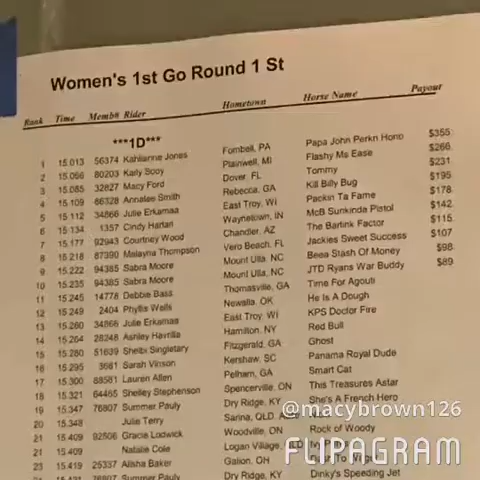 Women's 1st Go Round 1 St
Rank Time Memb# Rider Hometown Horse Name Payout
***1D***
1 15.013 56374 Kahlianne Jones Fombell, PA Papa John Perkn Hono $355
2 15.066 80203 Kaily Sooy Plainwell, MI Flashy Ms Ease $266
3 15.085 32827 Macy Ford Dover, FL Tommy $231
4 15.109 86328 Annalee Smith Rebecca, GA Kill Billy Bug $195
5 15.112 34866 Julie Erkamaa East Troy, WI Packin Ta Fame $178
6 15.134 1357 Cindy Hartan Waynetown, IN McB Sunkinda Pistol $142
7 15.177 92943 Courtney Wood Chandler, AZ The Bartink Factor $115
8 15.218 87390 Malayna Thompson Vero Beach, FL Jackies Sweet Success $107
9 15.222 94385 Sabra Moore Mount Ulla, NC Beea Stash Of Money $98
10 15.235 94385 Sabra Moore Mount Ulla, NC JTD Ryans War Buddy $89
11 15.245 14778 Debbie Bass Thomasville, GA Time For Agouti
12 15.249 2404 Phyllis Wells Newalla, OK He Is A Dough
13 15.260 34866 Julie Erkamaa East Troy, WI KPS Doctor Fire
14 15.264 28248 Ashley Havrilla Hamilton, NY Red Bull
15 15.280 51639 Shelbi Singletary Fitzgerald, GA Ghost
16 15.295 3681 Sarah Vinson Kershaw, SC Panama Royal Dude
17 15.300 88581 Lauren Allen Pelham, GA Smart Cat
18 15.321 64465 Shelley Stephenson Spencerville, ON This Treasures Astar
19 15.347 76807 Summer Pauly Dry Ridge, KY She's A French Hero
20 15.348 Julie Terry Sarina, QLD.
21 15.409 92506 Gracie Lodwick Woodville, ON Rock of Woody
21 15.409 Natalie Cole Logan Village, QLD
23 15.419 25337 Alisha Baker Galion, OH
Summer Pauly Dry Ridge, KY Dinky's Speeding Jet
@macybrown126
FLIPAGRAM